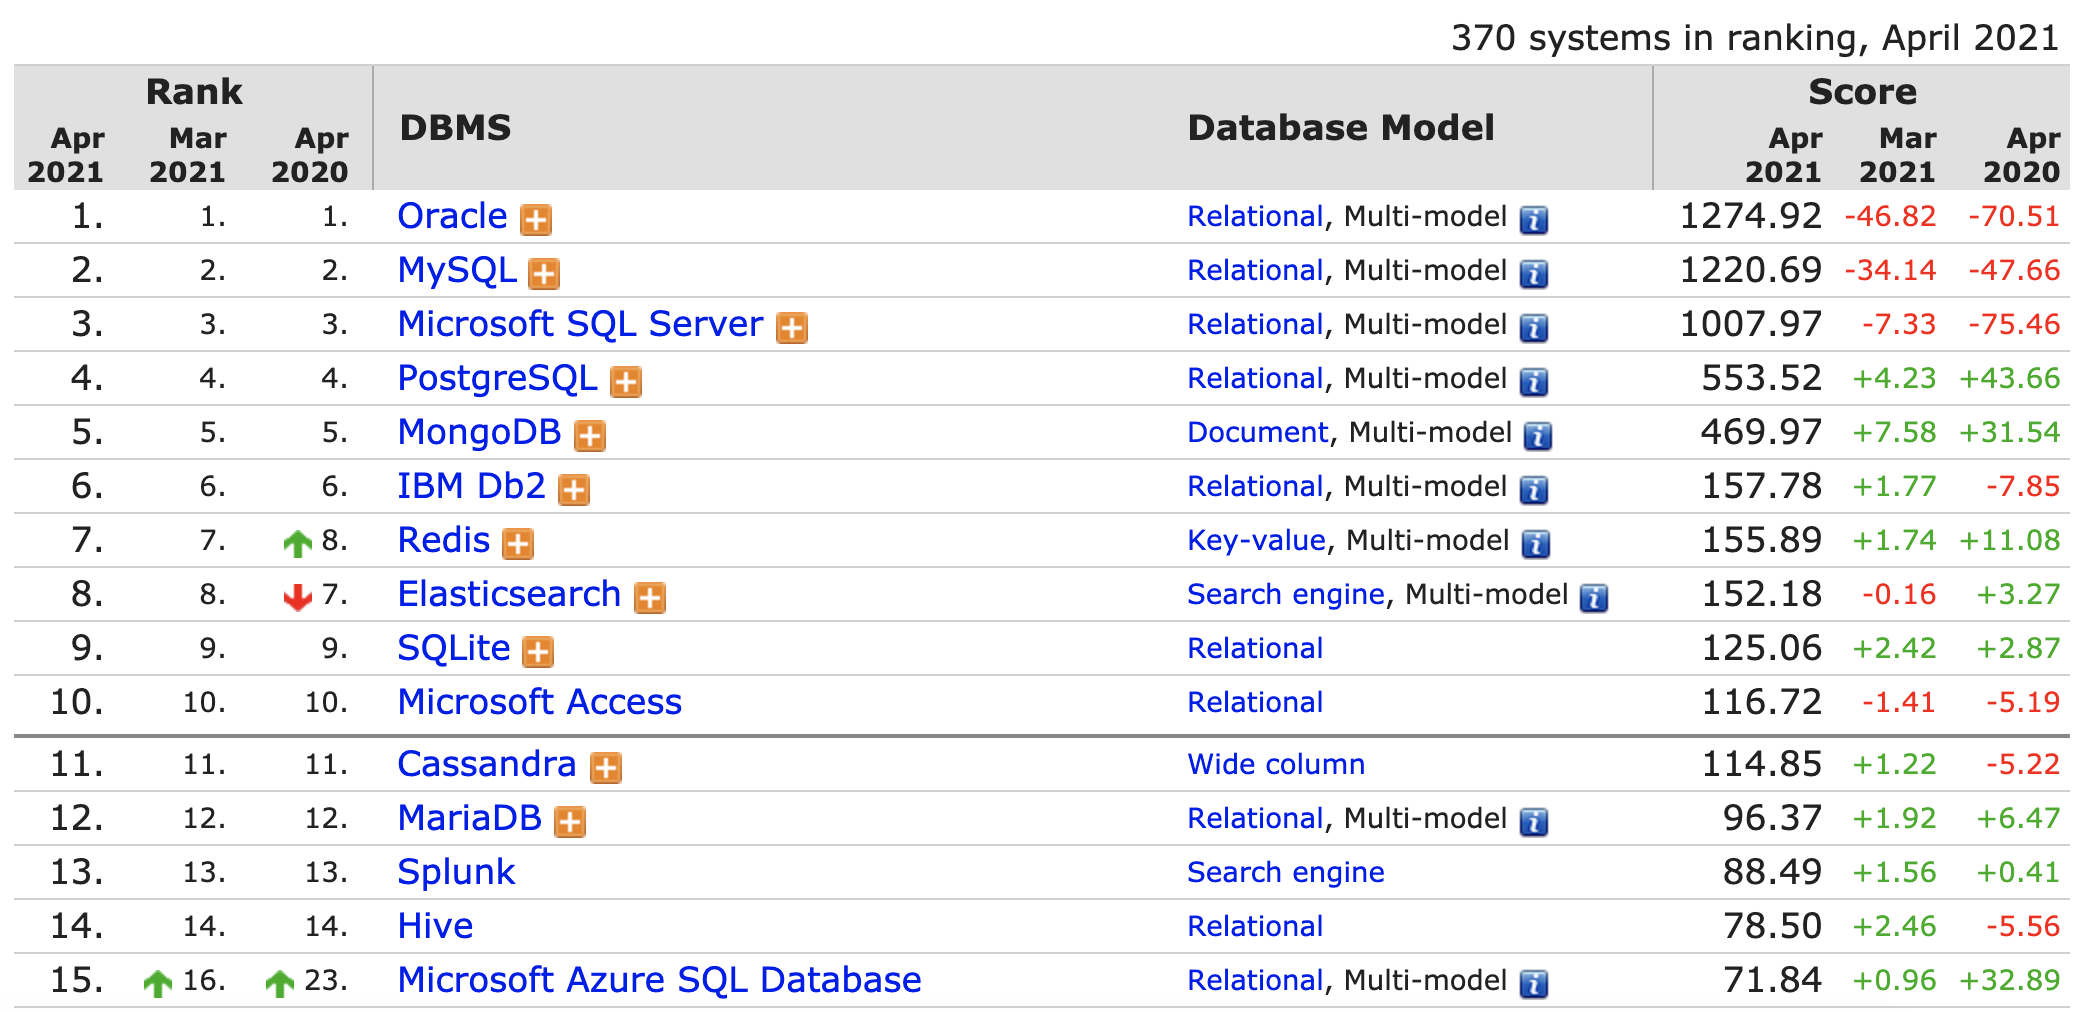 370 systems in ranking, April 2021
Rank DBMS Database Model Score
Apr 2021 Mar 2021 Apr 2020 Apr 2021 Mar 2021 Apr 2020
1. 1. 1. Oracle Relational, Multi-model i 1274.92 -46.82 -70.51
2. 2. 2. MySQL Relational, Multi-model i 1220.69 -34.14 -47.66
3. 3. 3. Microsoft SQL Server Relational, Multi-model i 1007.97 -7.33 -75.46
4. 4. 4. PostgreSQL Relational, Multi-model i 553.52 +4.23 +43.66
5. 5. 5. MongoDB Document, Multi-model i 469.97 +7.58 +31.54
6. 6. 6. IBM Db2 Relational, Multi-model i 157.78 +1.77 -7.85
7. 7. 8. Redis Key-value, Multi-model i 155.89 +1.74 +11.08
8. 8. 7. Elasticsearch Search engine, Multi-model i 152.18 -0.16 +3.27
9. 9. 9. SQLite Relational 125.06 +2.42 +2.87
10. 10. 10. Microsoft Access Relational 116.72 -1.41 -5.19
11. 11. 11. Cassandra Wide column 114.85 +1.22 -5.22
12. 12. 12. MariaDB Relational, Multi-model i 96.37 +1.92 +6.47
13. 13. 13. Splunk Search engine 88.49 +1.56 +0.41
14. 14. 14. Hive Relational 78.50 +2.46 -5.56
15. 16. 23. Microsoft Azure SQL Database Relational, Multi-model i 71.84 +0.96 +32.89